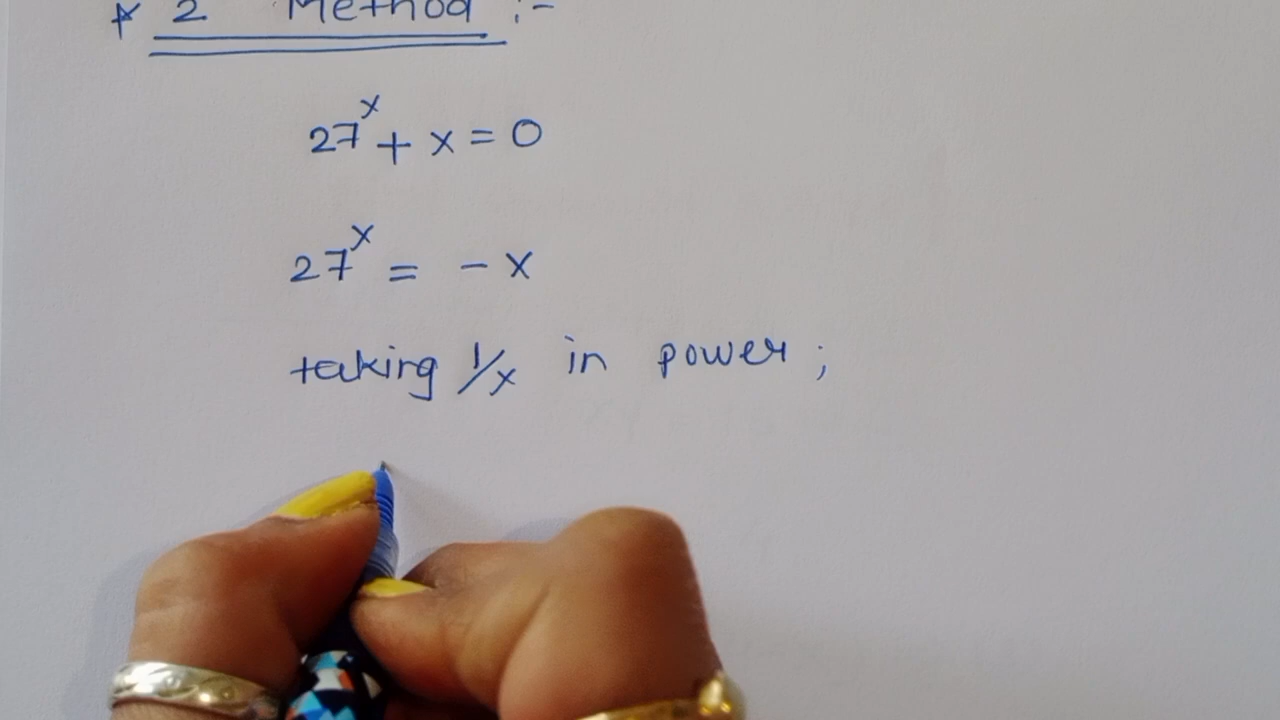 * 2 Method :-
27^x + x = 0
27^x = - x
taking 1/x in power ;